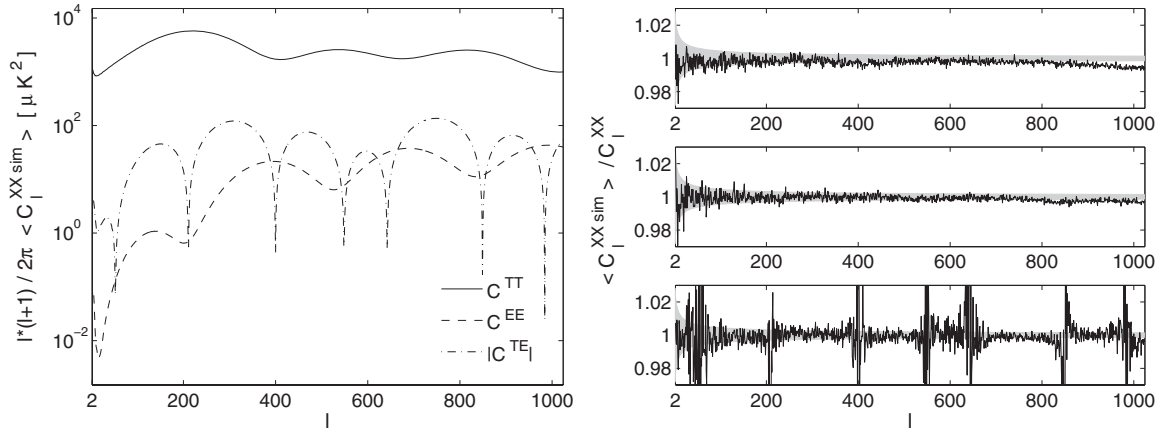 l*(l+1) / 2π < C_l^{XX sim} > [ μ K^2 ]
10^4
10^2
10^0
10^{-2}
2 200 400 600 800 1000
l
C^{TT}
C^{EE}
|C^{TE}|
< C_l^{XX sim} > / C_l^{XX}
1.02
1
0.98
2 200 400 600 800 1000
1.02
1
0.98
2 200 400 600 800 1000
1.02
1
0.98
2 200 400 600 800 1000
l